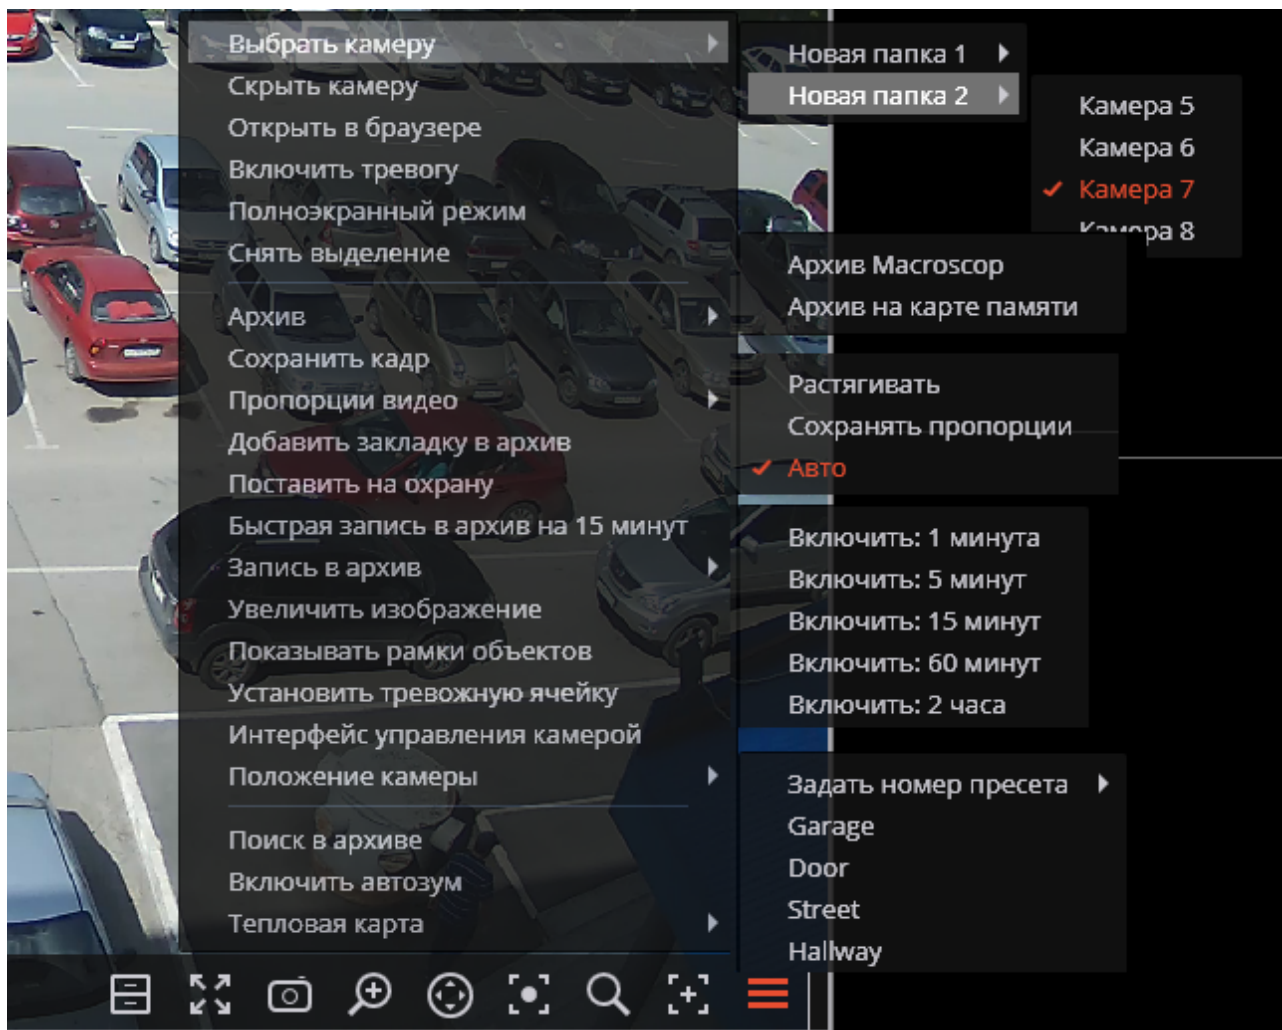 Выбрать камеру
Скрыть камеру
Открыть в браузере
Включить тревогу
Полноэкранный режим
Снять выделение
Архив
Сохранить кадр
Пропорции видео
Добавить закладку в архив
Поставить на охрану
Быстрая запись в архив на 15 минут
Запись в архив
Увеличить изображение
Показывать рамки объектов
Установить тревожную ячейку
Интерфейс управления камерой
Положение камеры
Поиск в архиве
Включить автозум
Тепловая карта
Новая папка 1
Новая папка 2
Камера 5
Камера 6
Камера 7
Камера 8
Архив Macroscop
Архив на карте памяти
Растягивать
Сохранять пропорции
Авто
Включить: 1 минута
Включить: 5 минут
Включить: 15 минут
Включить: 60 минут
Включить: 2 часа
Задать номер пресета
Garage
Door
Street
Hallway